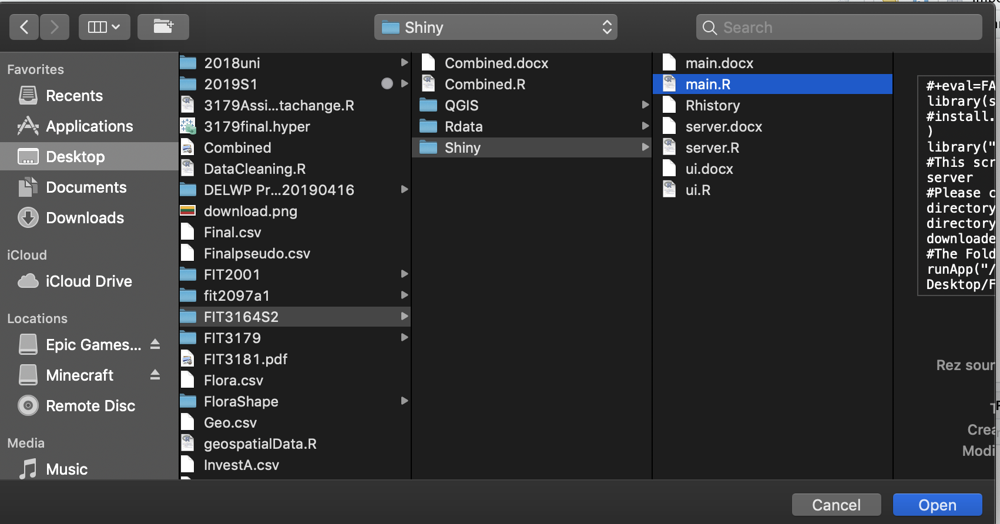 Shiny
Search
Favorites
Recents
Applications
Desktop
Documents
Downloads
iCloud
iCloud Drive
Locations
Epic Games...
Minecraft
Remote Disc
Media
Music
2018uni
2019S1
3179Assi...tachange.R
3179final.hyper
Combined
DataCleaning.R
DELWP Pr...20190416
download.png
Final.csv
Finalpseudo.csv
FIT2001
fit2097a1
FIT3164S2
FIT3179
FIT3181.pdf
Flora.csv
FloraShape
Geo.csv
geospatialData.R
InvestA.csv
Combined.docx
Combined.R
QGIS
Rdata
Shiny
main.docx
main.R
Rhistory
server.docx
server.R
ui.docx
ui.R
#+eval=FA
library(s
#install.
)
library("
#This scr
server
#Please c
directory
directory
downloade
#The Fold
runApp("/
Desktop/F
Rez sour
Crea
Modi
Cancel
Open